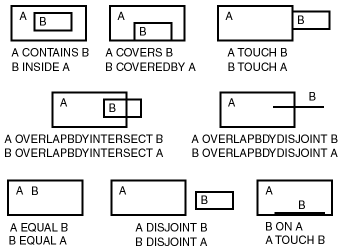 A B
A CONTAINS B
B INSIDE A
A B
A COVERS B
B COVEREDBY A
A B
A TOUCH B
B TOUCH A
A B
A OVERLAPBDYINTERSECT B
B OVERLAPBDYINTERSECT A
A B
A OVERLAPBDYDISJOINT B
B OVERLAPBDYDISJOINT A
A B
A EQUAL B
B EQUAL A
A B
A DISJOINT B
B DISJOINT A
A B
B ON A
A TOUCH B